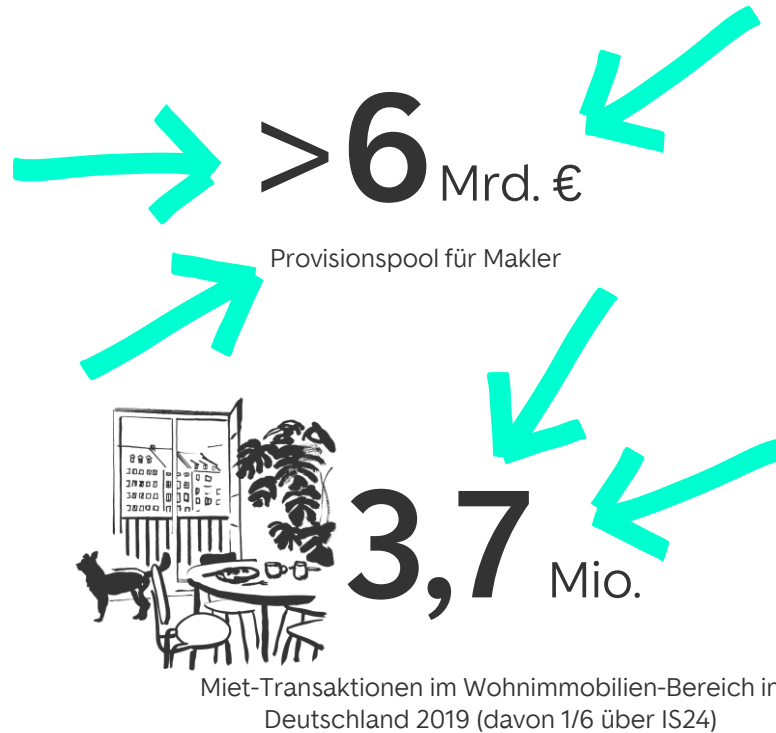 >6 Mrd. €
Provisionspool für Makler
3,7 Mio.
Miet-Transaktionen im Wohnimmobilien-Bereich in
Deutschland 2019 (davon 1/6 über IS24)